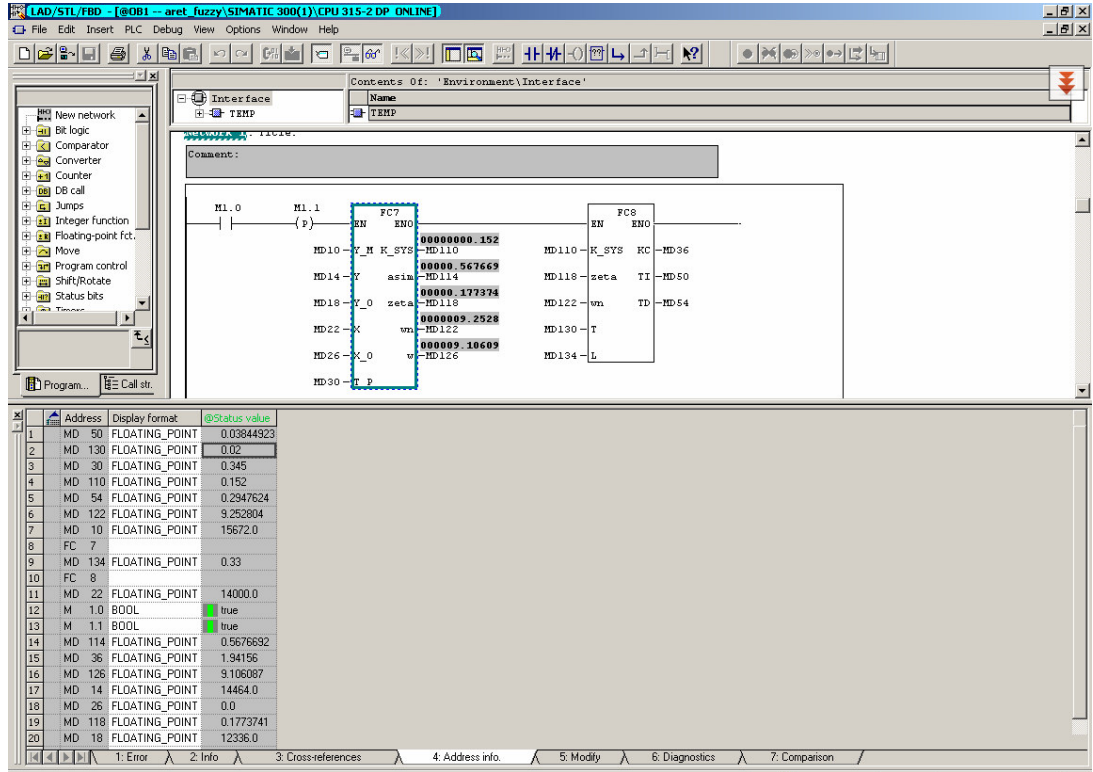 LAD/STL/FBD - [@OB1 -- aret_fuzzy\SIMATIC 300(1)\CPU 315-2 DP ONLINE]
File Edit Insert PLC Debug View Options Window Help
Contents Of: 'Environment\Interface'
Interface
Name
TEMP
TEMP
New network
Bit logic
Comparator
Converter
Counter
DB call
Jumps
Integer function
Floating-point fct.
Move
Program control
Shift/Rotate
Status bits
Timers
Program...
Call str.
Network 1: Title:
Comment:
M1.0 M1.1
(P)
FC7
EN ENO
MD10 Y_M K_SYS 00000000.152 MD110
MD14 Y asim 00000.567669 MD114
MD18 Y_0 zeta 00000.177374 MD118
MD22 X wn 0000009.2528 MD122
MD26 X_0 w 000009.10609 MD126
MD30 T_P
FC8
EN ENO
MD110 K_SYS KC MD36
MD118 zeta TI MD50
MD122 wn TD MD54
MD130 T
MD134 L
Address Display format @Status value
1 MD 50 FLOATING_POINT 0.03844923
2 MD 130 FLOATING_POINT 0.02
3 MD 30 FLOATING_POINT 0.345
4 MD 110 FLOATING_POINT 0.152
5 MD 54 FLOATING_POINT 0.2947624
6 MD 122 FLOATING_POINT 9.252804
7 MD 10 FLOATING_POINT 15672.0
8 FC 7
9 MD 134 FLOATING_POINT 0.33
10 FC 8
11 MD 22 FLOATING_POINT 14000.0
12 M 1.0 BOOL true
13 M 1.1 BOOL true
14 MD 114 FLOATING_POINT 0.5676692
15 MD 36 FLOATING_POINT 1.94156
16 MD 126 FLOATING_POINT 9.106087
17 MD 14 FLOATING_POINT 14464.0
18 MD 26 FLOATING_POINT 0.0
19 MD 118 FLOATING_POINT 0.1773741
20 MD 18 FLOATING_POINT 12336.0
1: Error 2: Info 3: Cross-references 4: Address info. 5: Modify 6: Diagnostics 7: Comparison